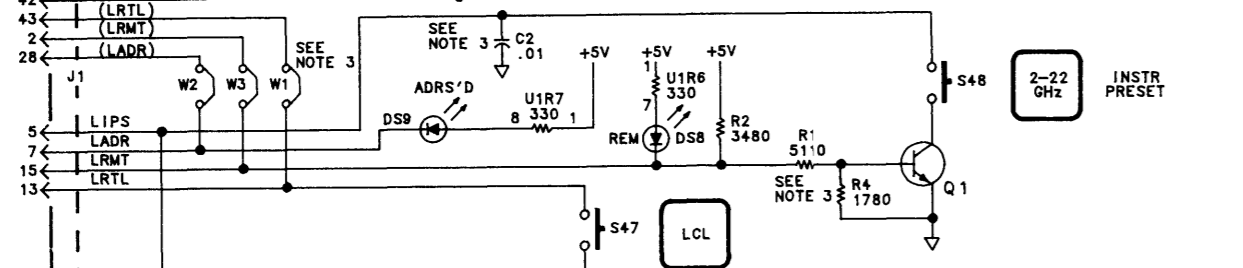 42
43 (LRTL)
2 (LRMT)
28 (LADR)
J1
W2 W3 W1
SEE
NOTE 3
SEE
NOTE 3
C2
.01
+5V
+5V
+5V
ADRS'D
DS9
U1R7
330
8 1
1
U1R6
330
7
REM DS8
R2
3480
R1
5110
SEE
NOTE 3
R4
1780
Q1
S48
2-22
GHz
INSTR
PRESET
5 LIPS
7 LADR
15 LRMT
13 LRTL
S47
LCL